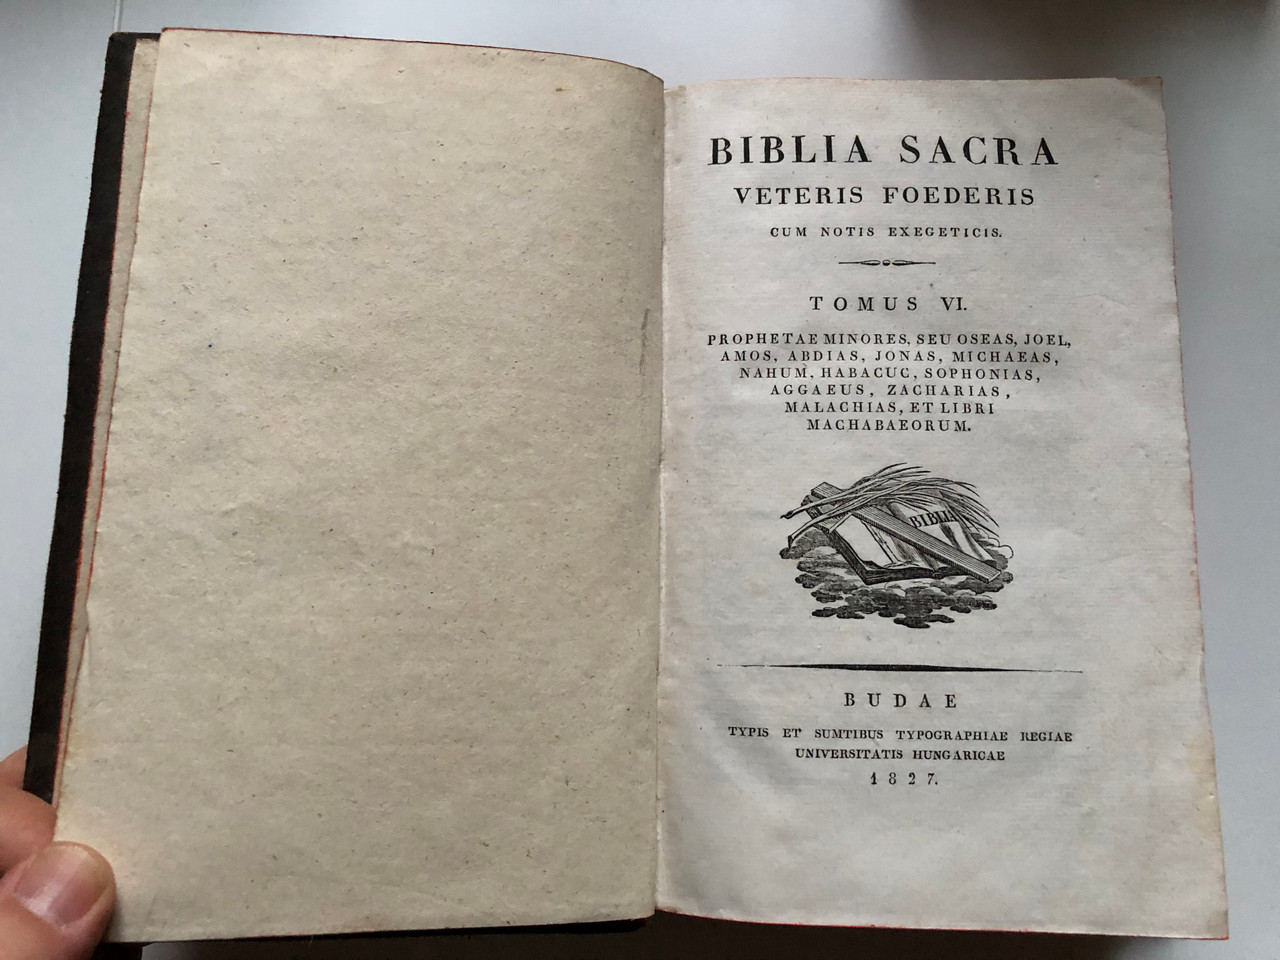 BIBLIA SACRA
VETERIS FOEDERIS
CUM NOTIS EXEGETICIS.
TOMUS VI.
PROPHETAE MINORES, SEU OSEAS, JOEL,
AMOS, ABDIAS, JONAS, MICHAEAS,
NAHUM, HABACUC, SOPHONIAS,
AGGAEUS, ZACHARIAS,
MALACHIAS, ET LIBRI
MACHABAEORUM.
BIBLIA
BUDAE
TYPIS ET SUMTIBUS TYPOGRAPHIAE REGIAE
UNIVERSITATIS HUNGARICAE
1827.